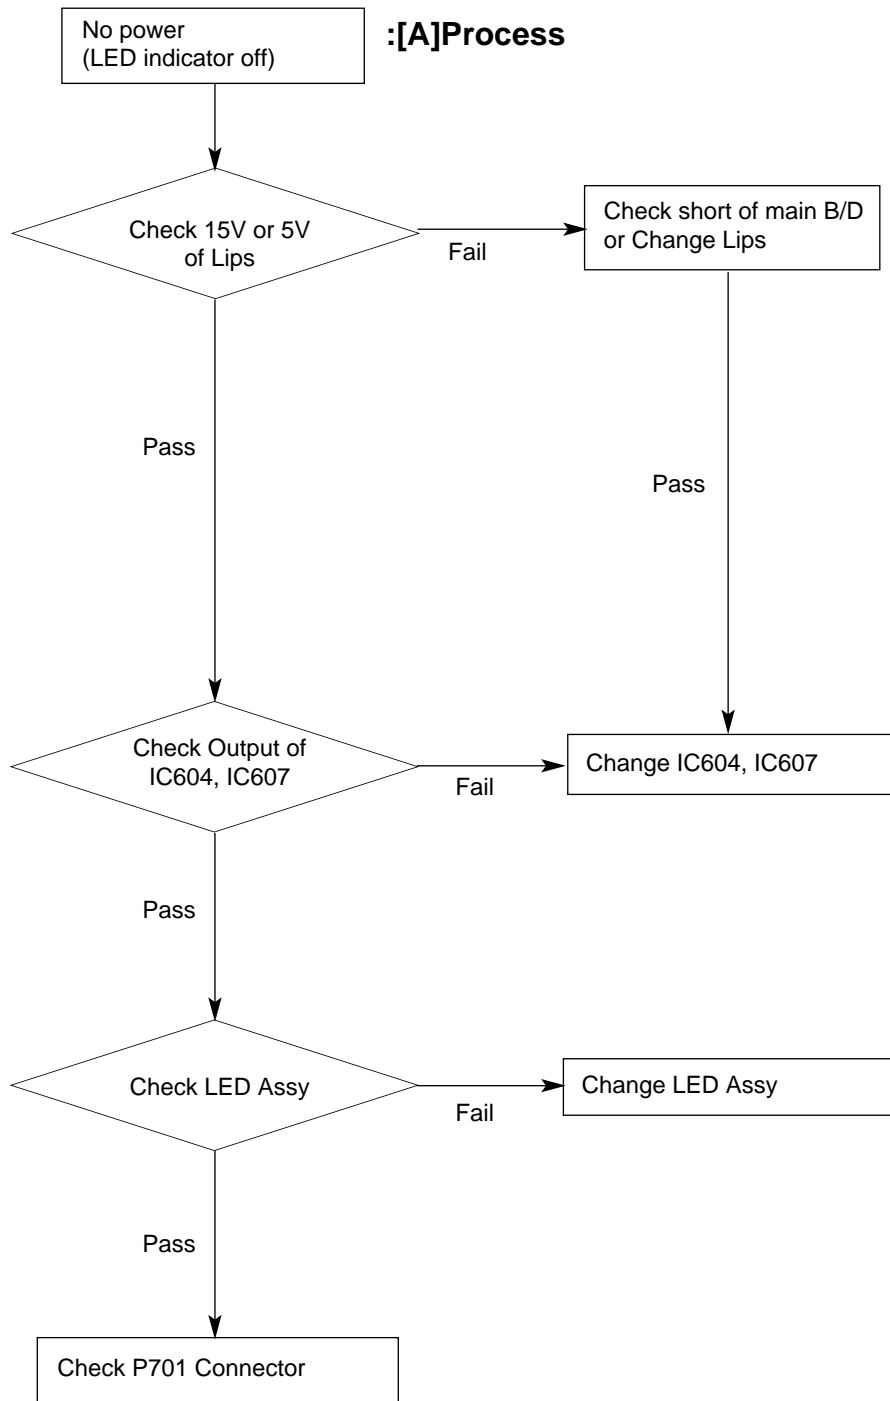 No power
(LED indicator off)
:[A]Process
Check 15V or 5V
of Lips
Fail
Check short of main B/D
or Change Lips
Pass
Pass
Check Output of
IC604, IC607
Fail
Change IC604, IC607
Pass
Check LED Assy
Fail
Change LED Assy
Pass
Check P701 Connector